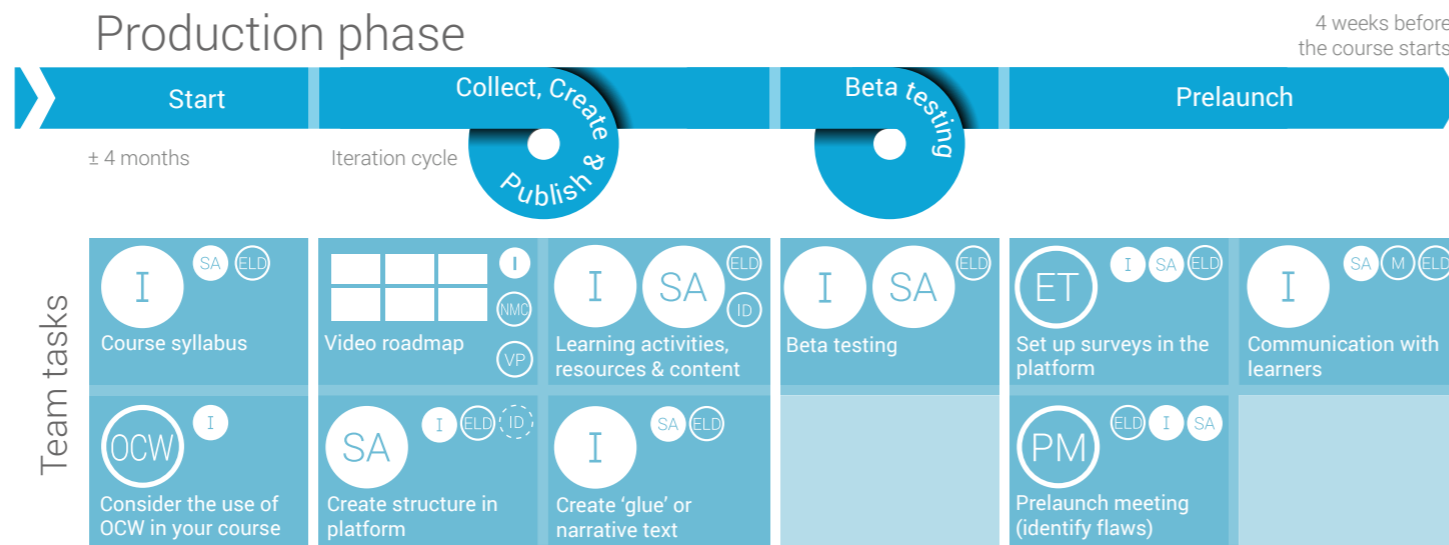 Production phase
4 weeks before
the course starts
Start
Collect, Create & Publish
Beta testing
Prelaunch
± 4 months
Iteration cycle
Team tasks
I SA ELD
Course syllabus
I
NMC
VP
Video roadmap
I SA ELD
ID
Learning activities,
resources & content
I SA ELD
Beta testing
ET I SA ELD
Set up surveys in the
platform
I SA M ELD
Communication with
learners
OCW I
Consider the use of
OCW in your course
SA I ELD ID
Create structure in
platform
I SA ELD
Create ‘glue’ or
narrative text
PM ELD I SA
Prelaunch meeting
(identify flaws)